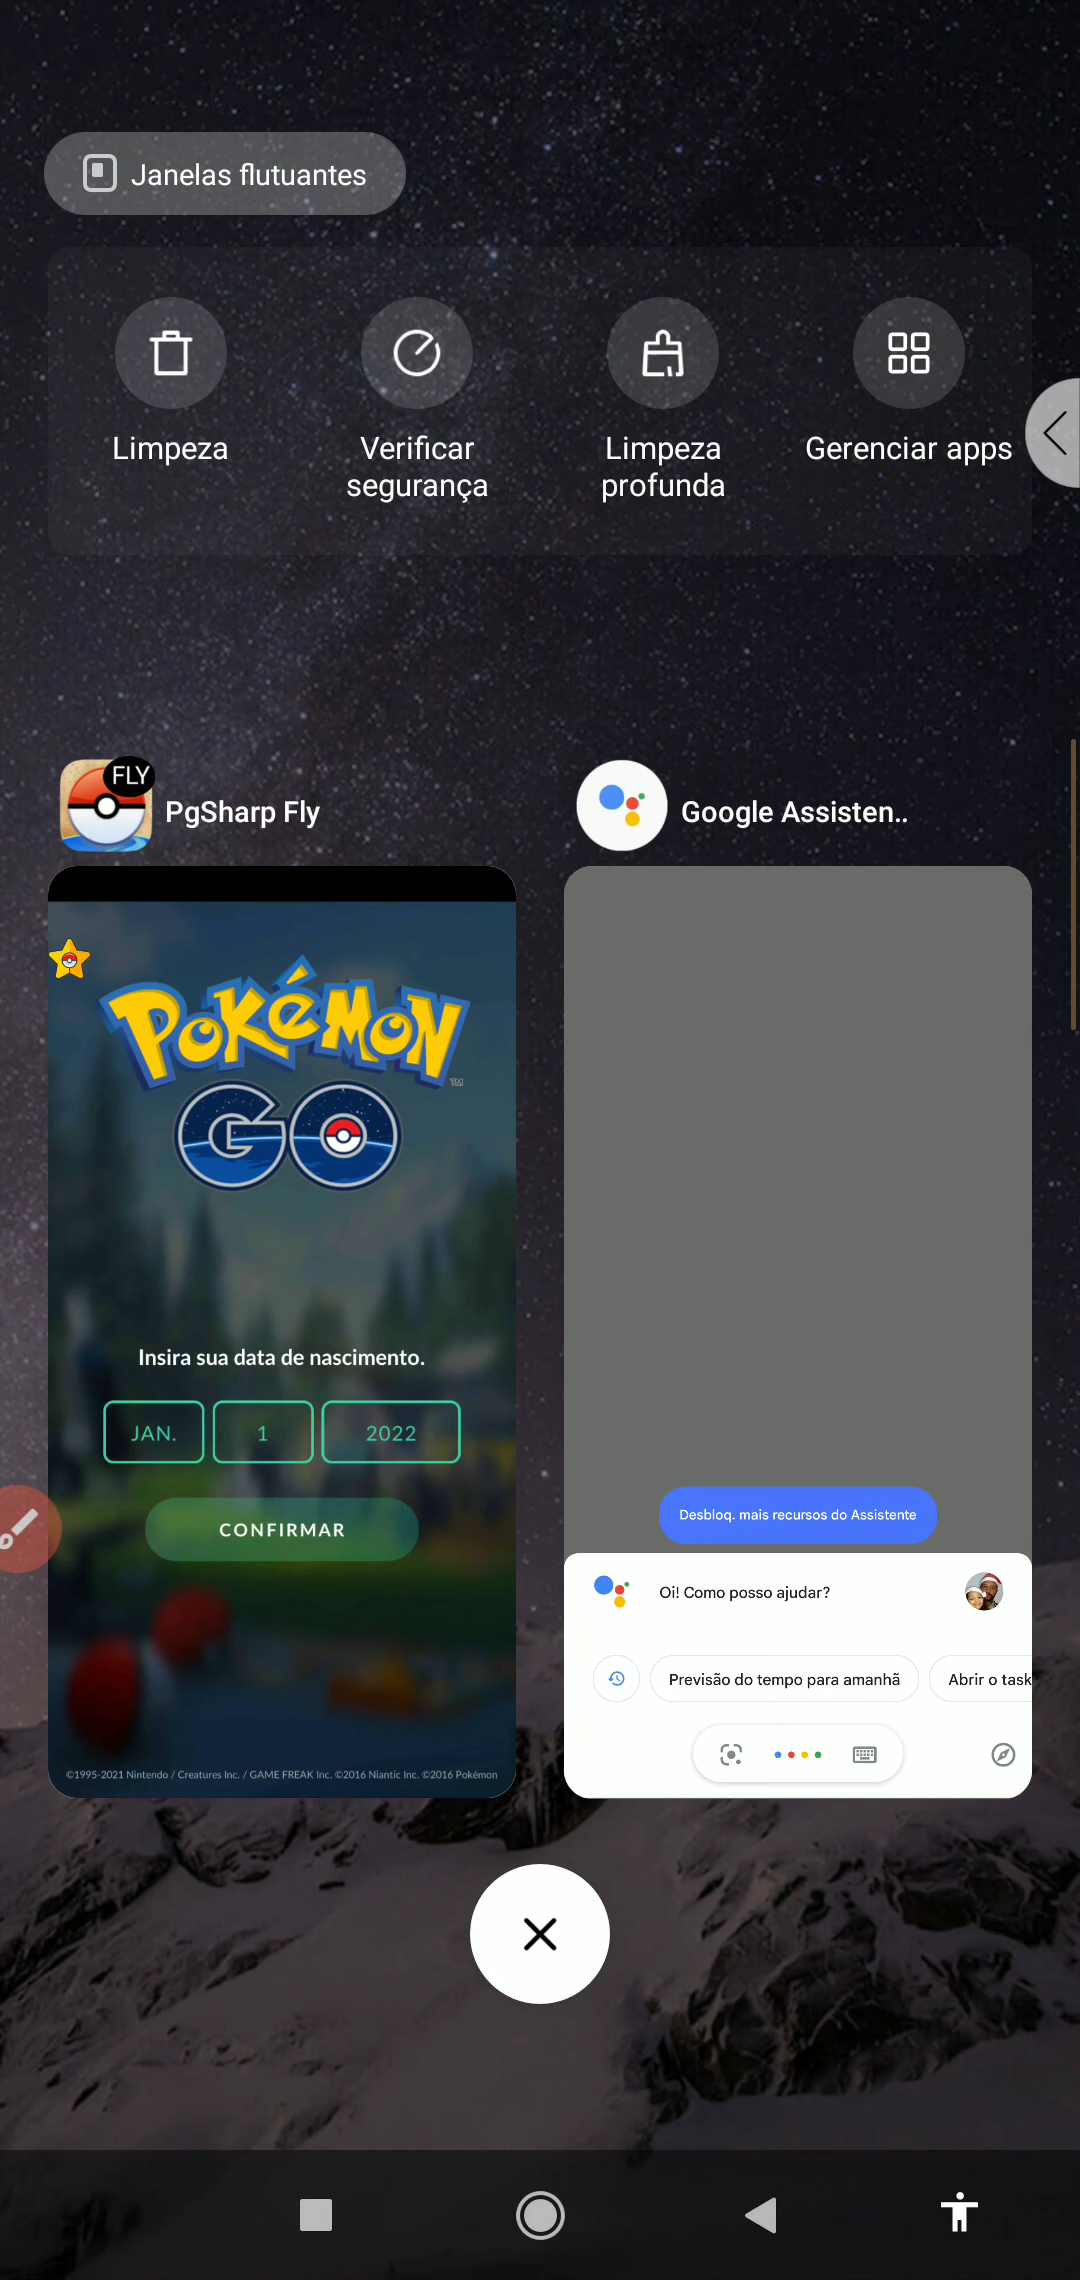 Janelas flutuantes
Limpeza
Verificar
segurança
Limpeza
profunda
Gerenciar apps
FLY
PgSharp Fly
Google Assisten..
POKéMON
TM
GO
Insira sua data de nascimento.
JAN.
1
2022
CONFIRMAR
©1995-2021 Nintendo / Creatures Inc. / GAME FREAK Inc. ©2016 Niantic Inc. ©2016 Pokémon
Desbloq. mais recursos do Assistente
Oi! Como posso ajudar?
Previsão do tempo para amanhã
Abrir o task